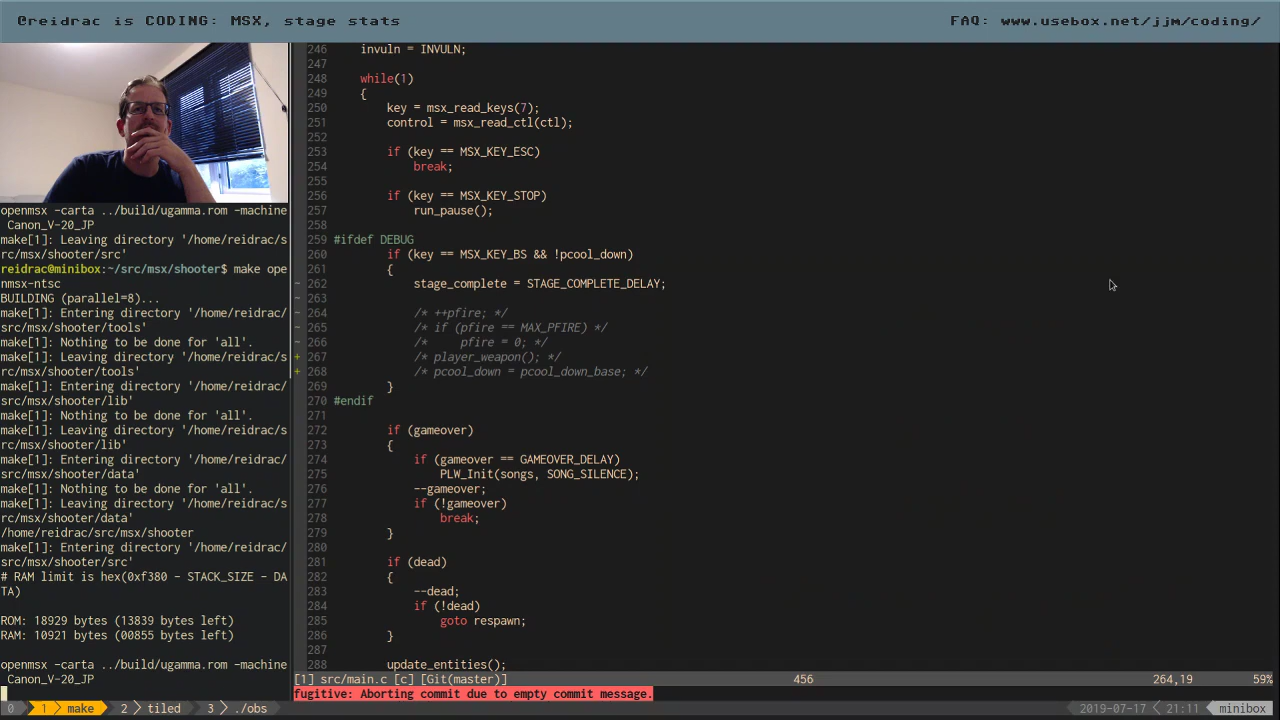 @reidrac is CODING: MSX, stage stats
FAQ: www.usebox.net/jjm/coding/
openmsx -carta ../build/ugamma.rom -machine
 Canon_V-20_JP
make[1]: Leaving directory '/home/reidrac/s
rc/msx/shooter/src'
reidrac@minibox:~/src/msx/shooter$ make ope
nmsx-ntsc
BUILDING (parallel=8)...
make[1]: Entering directory '/home/reidrac/
src/msx/shooter/tools'
make[1]: Nothing to be done for 'all'.
make[1]: Leaving directory '/home/reidrac/s
rc/msx/shooter/tools'
make[1]: Entering directory '/home/reidrac/
src/msx/shooter/lib'
make[1]: Nothing to be done for 'all'.
make[1]: Leaving directory '/home/reidrac/s
rc/msx/shooter/lib'
make[1]: Entering directory '/home/reidrac/
src/msx/shooter/data'
make[1]: Nothing to be done for 'all'.
make[1]: Leaving directory '/home/reidrac/s
rc/msx/shooter/data'
/home/reidrac/src/msx/shooter
make[1]: Entering directory '/home/reidrac/
src/msx/shooter/src'
# RAM limit is hex(0xf380 - STACK_SIZE - DA
TA)
ROM: 18929 bytes (13839 bytes left)
RAM: 10921 bytes (00855 bytes left)
openmsx -carta ../build/ugamma.rom -machine
 Canon_V-20_JP
246     invuln = INVULN;
247
248     while(1)
249     {
250         key = msx_read_keys(7);
251         control = msx_read_ctl(ctl);
252
253         if (key == MSX_KEY_ESC)
254             break;
255
256         if (key == MSX_KEY_STOP)
257             run_pause();
258
259 #ifdef DEBUG
260         if (key == MSX_KEY_BS && !pcool_down)
261         {
- 262             stage_complete = STAGE_COMPLETE_DELAY;
- 263
- 264             /* ++pfire; */
- 265             /* if (pfire == MAX_PFIRE) */
- 266             /*     pfire = 0; */
+ 267             /* player_weapon(); */
+ 268             /* pcool_down = pcool_down_base; */
269         }
270 #endif
271
272         if (gameover)
273         {
274             if (gameover == GAMEOVER_DELAY)
275                 PLW_Init(songs, SONG_SILENCE);
276             --gameover;
277             if (!gameover)
278                 break;
279         }
280
281         if (dead)
282         {
283             --dead;
284             if (!dead)
285                 goto respawn;
286         }
287
288         update_entities();
[1] src/main.c [c] [Git(master)] 456 264,19 59%
fugitive: Aborting commit due to empty commit message.
0 1 make 2 tiled 3 ./obs 2019-07-17 21:11 minibox